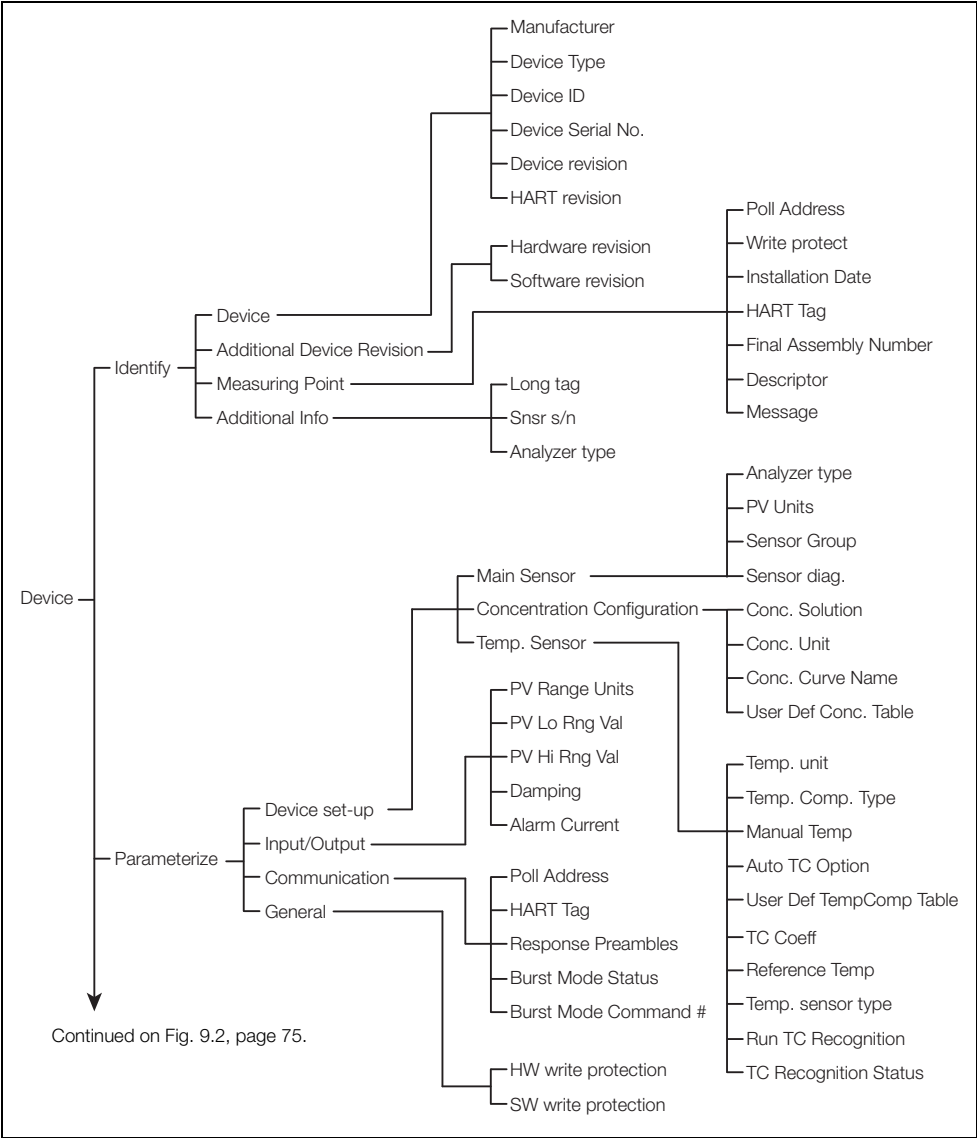 Manufacturer
Device Type
Device ID
Device Serial No.
Device revision
HART revision
Poll Address
Write protect
Installation Date
HART Tag
Final Assembly Number
Descriptor
Message
Hardware revision
Software revision
Device
Additional Device Revision
Measuring Point
Additional Info
Identify
Long tag
Snsr s/n
Analyzer type
Analyzer type
PV Units
Sensor Group
Sensor diag.
Main Sensor
Concentration Configuration
Temp. Sensor
Device
Conc. Solution
Conc. Unit
Conc. Curve Name
User Def Conc. Table
PV Range Units
PV Lo Rng Val
PV Hi Rng Val
Damping
Alarm Current
Temp. unit
Temp. Comp. Type
Manual Temp
Auto TC Option
User Def TempComp Table
TC Coeff
Reference Temp
Temp. sensor type
Run TC Recognition
TC Recognition Status
Device set-up
Input/Output
Communication
General
Parameterize
Poll Address
HART Tag
Response Preambles
Burst Mode Status
Burst Mode Command #
HW write protection
SW write protection
Continued on Fig. 9.2, page 75.